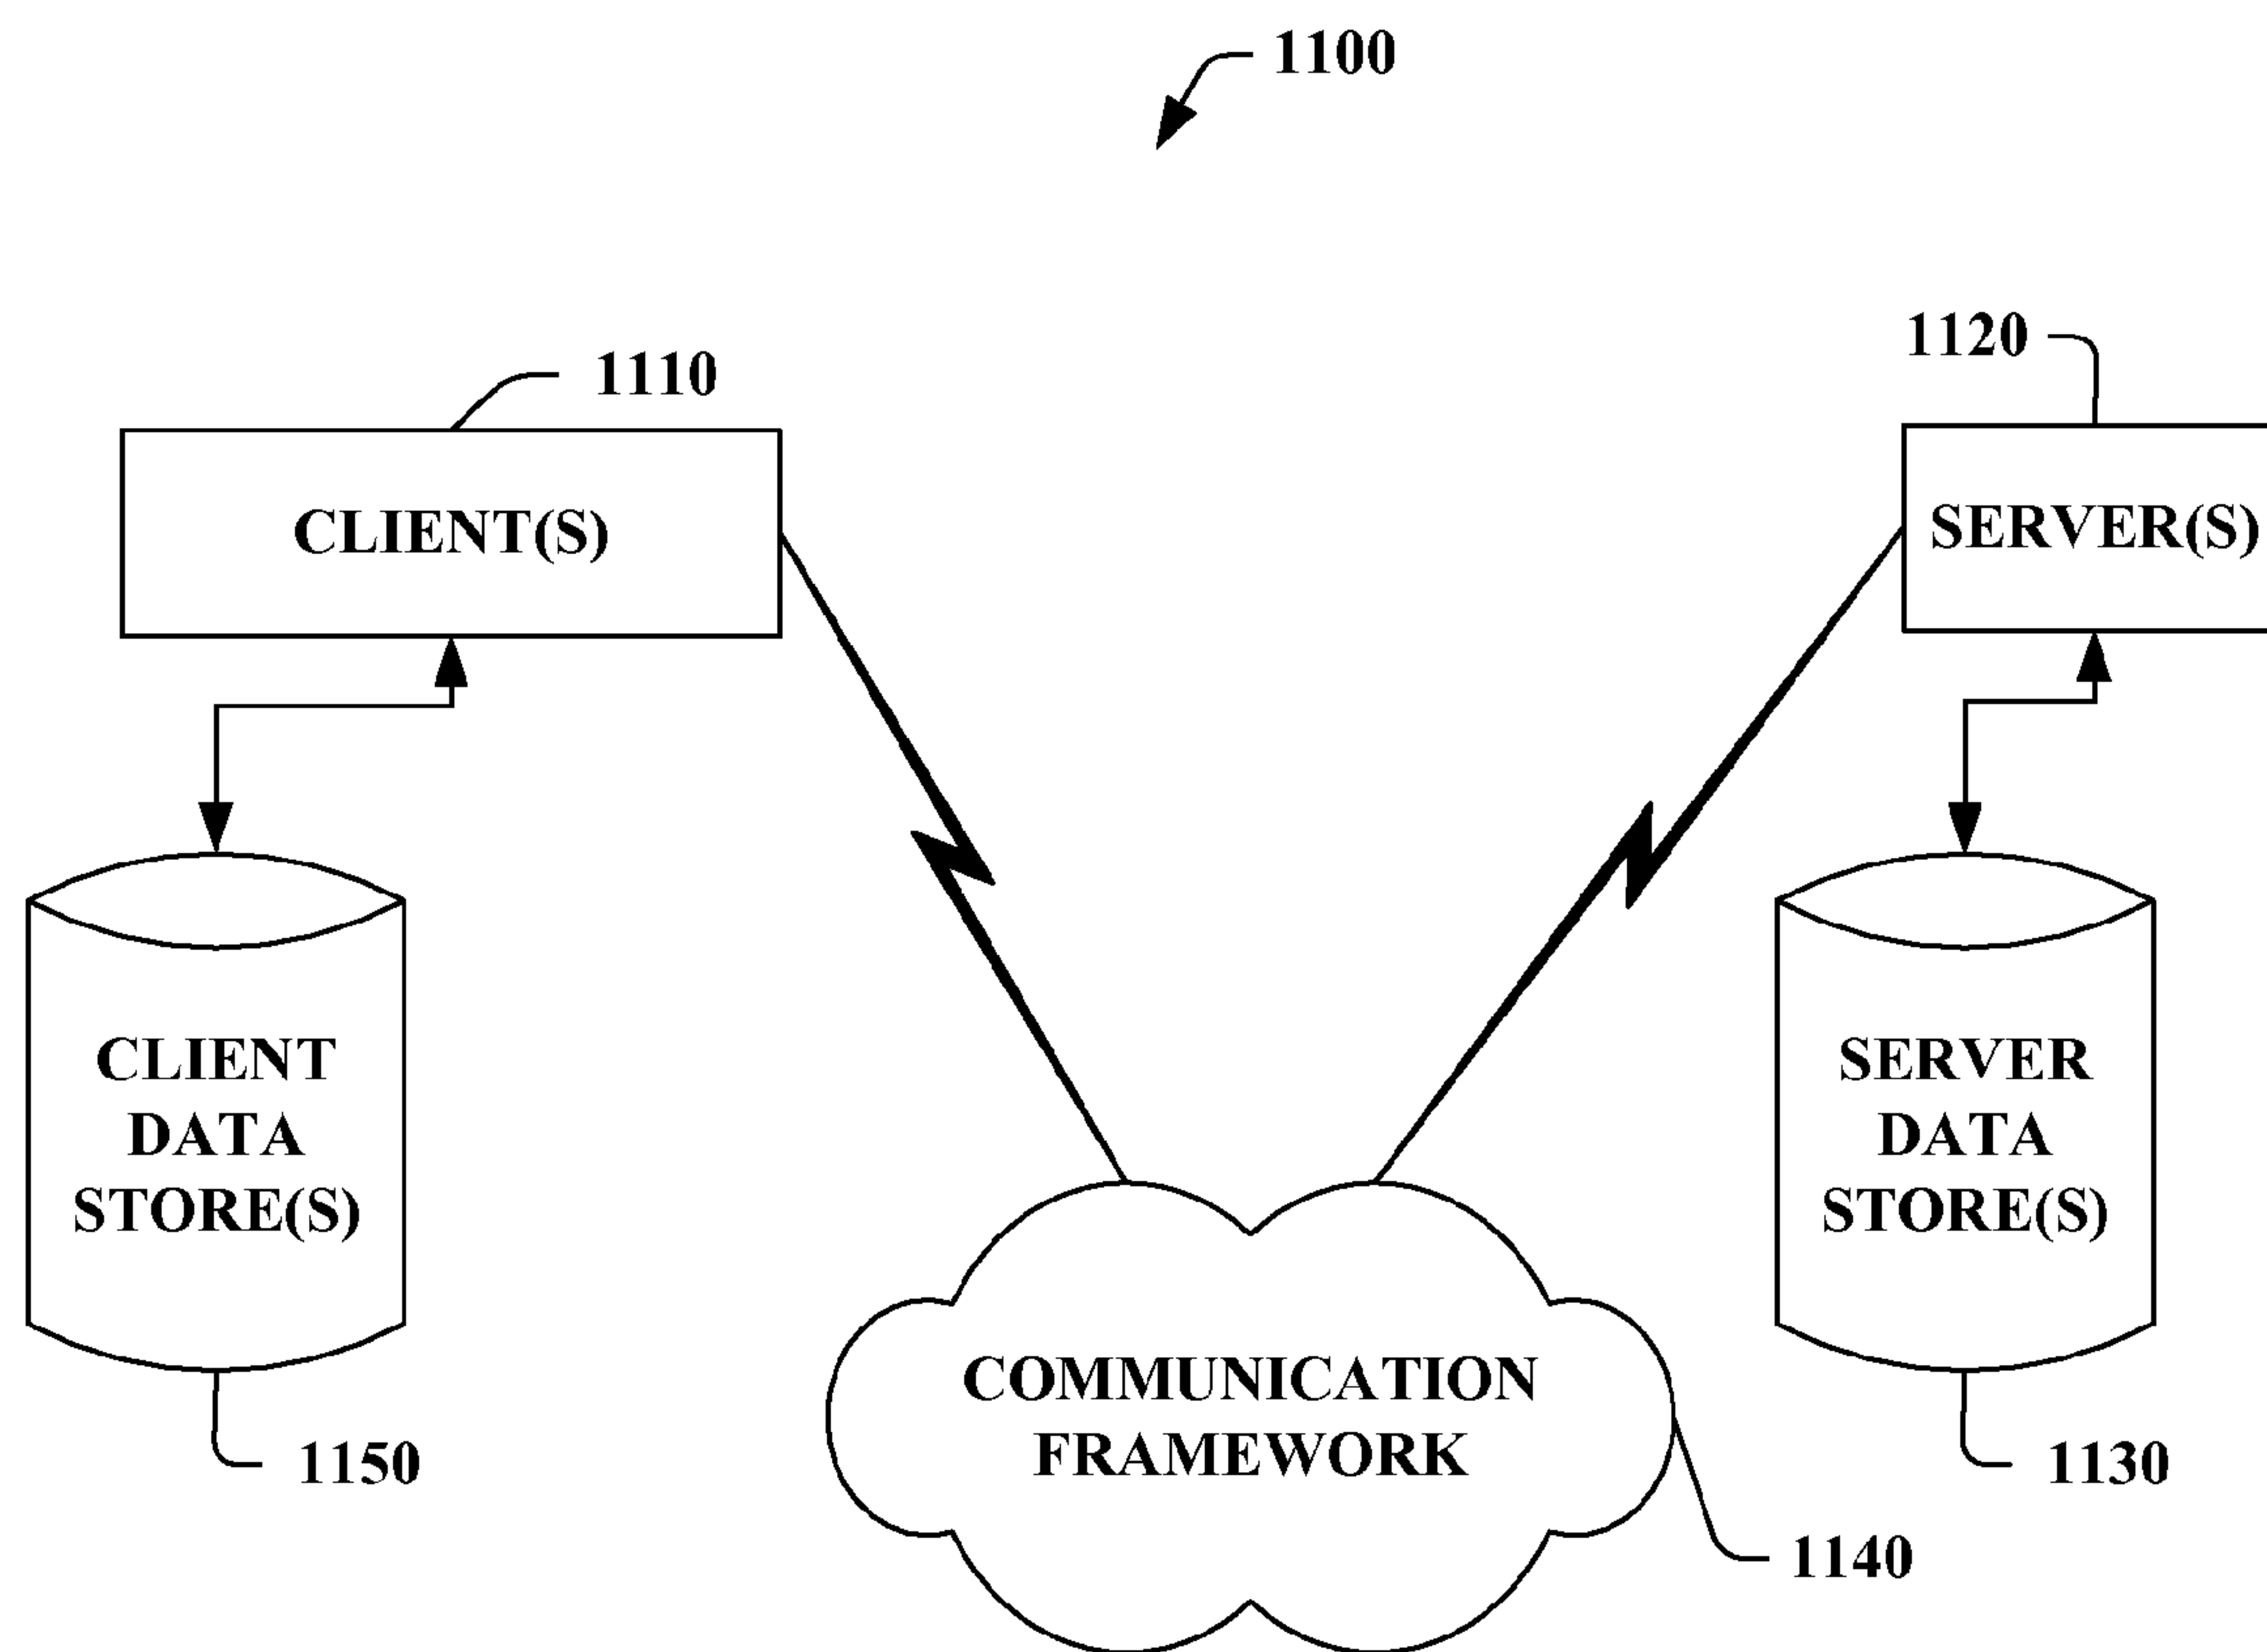 1100
1120
1110
CLIENT(S)
SERVER(S)
CLIENT
DATA
STORE(S)
SERVER
DATA
STORE(S)
COMMUNICATION
FRAMEWORK
1150
1130
1140